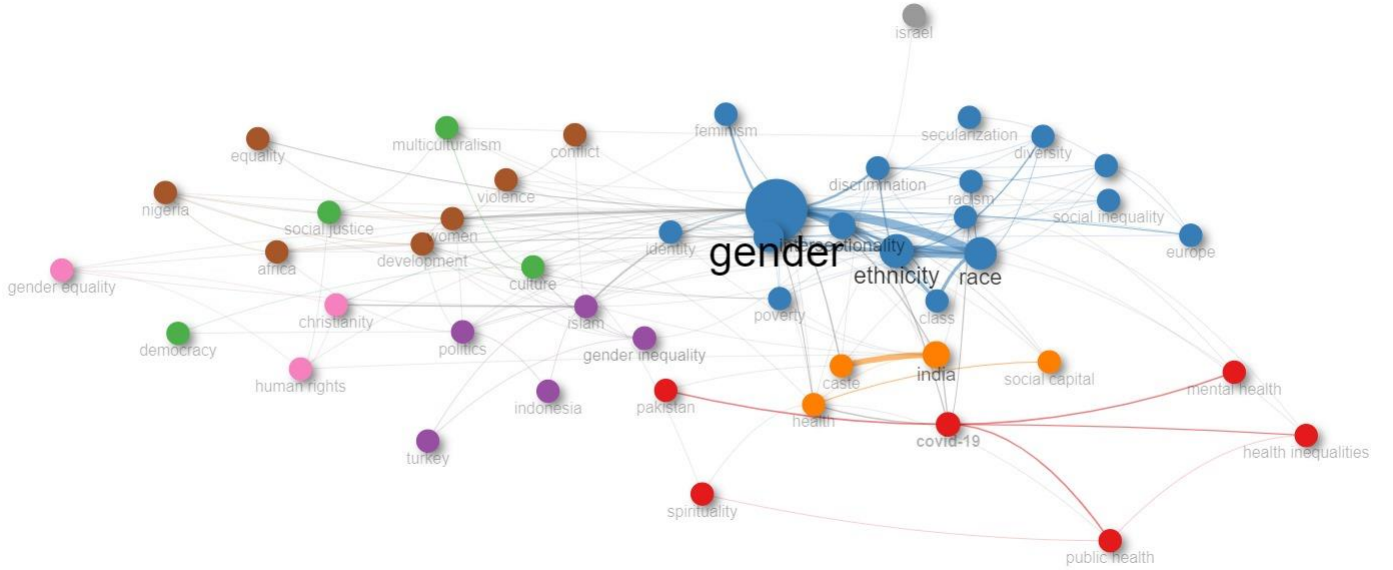 israel
feminism
secularization
multiculturalism
conflict
equality
diversity
discrimination
violence
racism
nigeria
social inequality
social justice
women
identity
intersectionality
europe
gender
development
africa
ethnicity
race
culture
gender equality
christianity
islam
poverty
class
democracy
politics
gender inequality
human rights
caste
india
social capital
mental health
indonesia
pakistan
health
covid-19
turkey
health inequalities
spirituality
public health